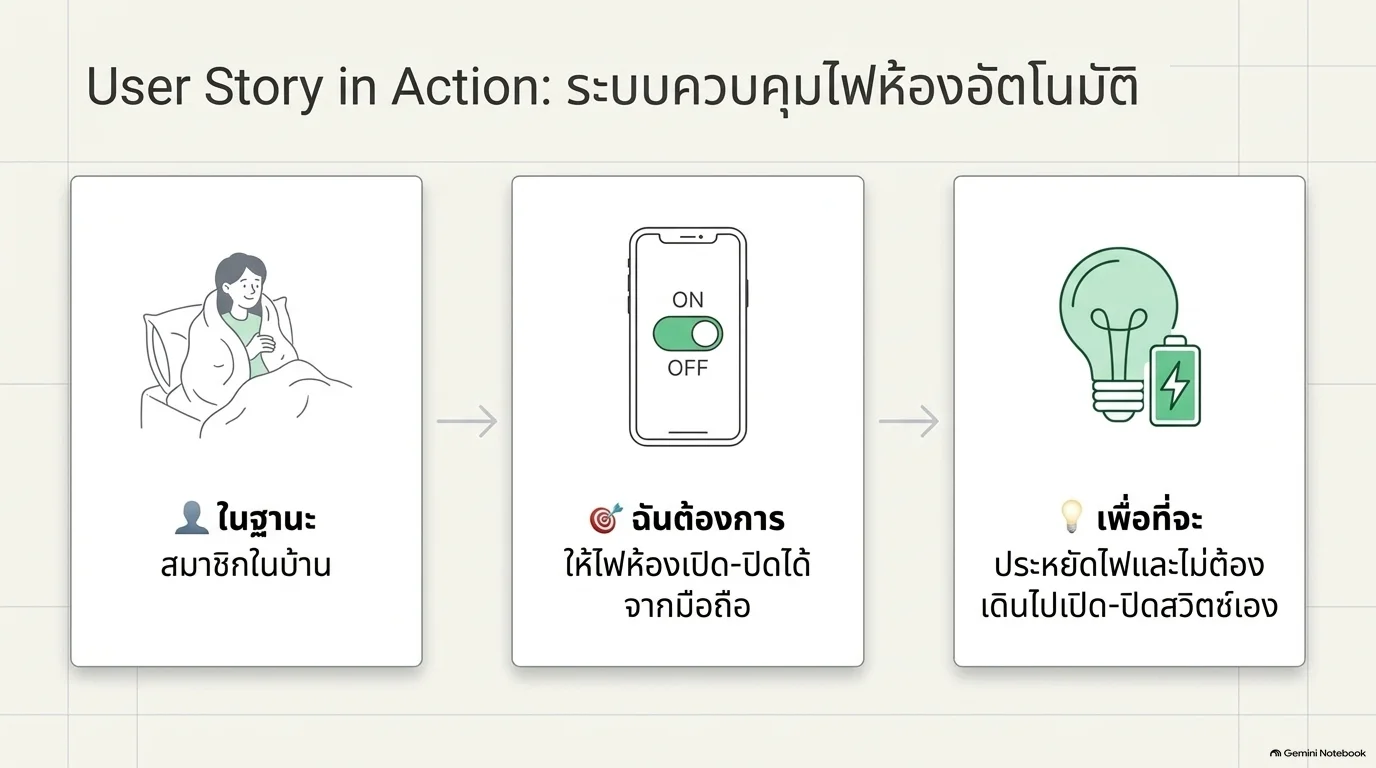 User Story in Action: ระบบควบคุมไฟห้องอัตโนมัติ
ON
OFF
👤 ในฐานะ
สมาชิกในบ้าน
🎯 ฉันต้องการ
ให้ไฟห้องเปิด-ปิดได้
จากมือถือ
💡 เพื่อที่จะ
ประหยัดไฟและไม่ต้อง
เดินไปเปิด-ปิดสวิตซ์เอง
Gemini Notebook